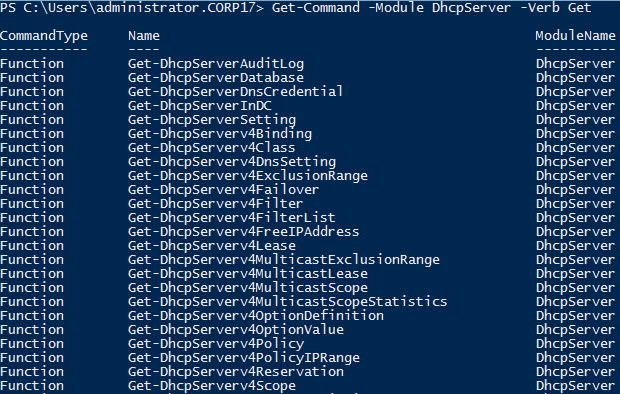 PS C:\Users\administrator.CORP17> Get-Command -Module DhcpServer -Verb Get
CommandType Name ModuleName
----------- ---- ----------
Function Get-DhcpServerAuditLog DhcpServer
Function Get-DhcpServerDatabase DhcpServer
Function Get-DhcpServerDnsCredential DhcpServer
Function Get-DhcpServerInDC DhcpServer
Function Get-DhcpServerSetting DhcpServer
Function Get-DhcpServerv4Binding DhcpServer
Function Get-DhcpServerv4Class DhcpServer
Function Get-DhcpServerv4DnsSetting DhcpServer
Function Get-DhcpServerv4ExclusionRange DhcpServer
Function Get-DhcpServerv4Failover DhcpServer
Function Get-DhcpServerv4Filter DhcpServer
Function Get-DhcpServerv4FilterList DhcpServer
Function Get-DhcpServerv4FreeIPAddress DhcpServer
Function Get-DhcpServerv4Lease DhcpServer
Function Get-DhcpServerv4MulticastExclusionRange DhcpServer
Function Get-DhcpServerv4MulticastLease DhcpServer
Function Get-DhcpServerv4MulticastScope DhcpServer
Function Get-DhcpServerv4MulticastScopeStatistics DhcpServer
Function Get-DhcpServerv4OptionDefinition DhcpServer
Function Get-DhcpServerv4OptionValue DhcpServer
Function Get-DhcpServerv4Policy DhcpServer
Function Get-DhcpServerv4PolicyIPRange DhcpServer
Function Get-DhcpServerv4Reservation DhcpServer
Function Get-DhcpServerv4Scope DhcpServer